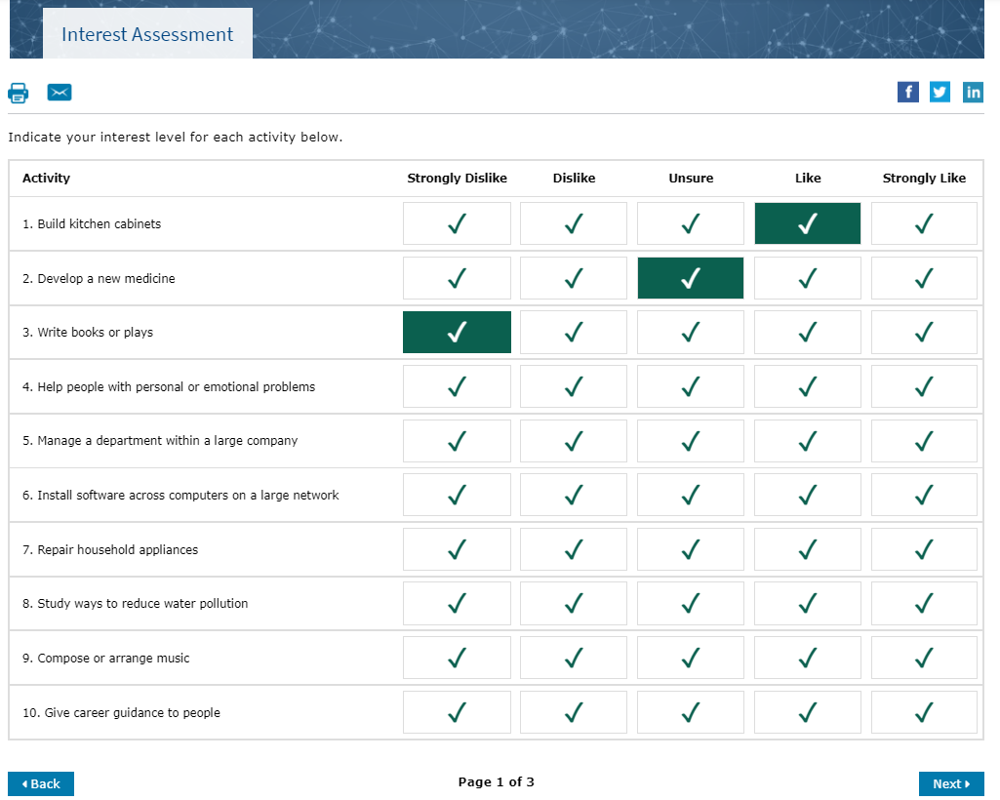 Interest Assessment
f in
Indicate your interest level for each activity below.
Activity Strongly Dislike Dislike Unsure Like Strongly Like
1. Build kitchen cabinets
2. Develop a new medicine
3. Write books or plays
4. Help people with personal or emotional problems
5. Manage a department within a large company
6. Install software across computers on a large network
7. Repair household appliances
8. Study ways to reduce water pollution
9. Compose or arrange music
10. Give career guidance to people
Back Page 1 of 3 Next